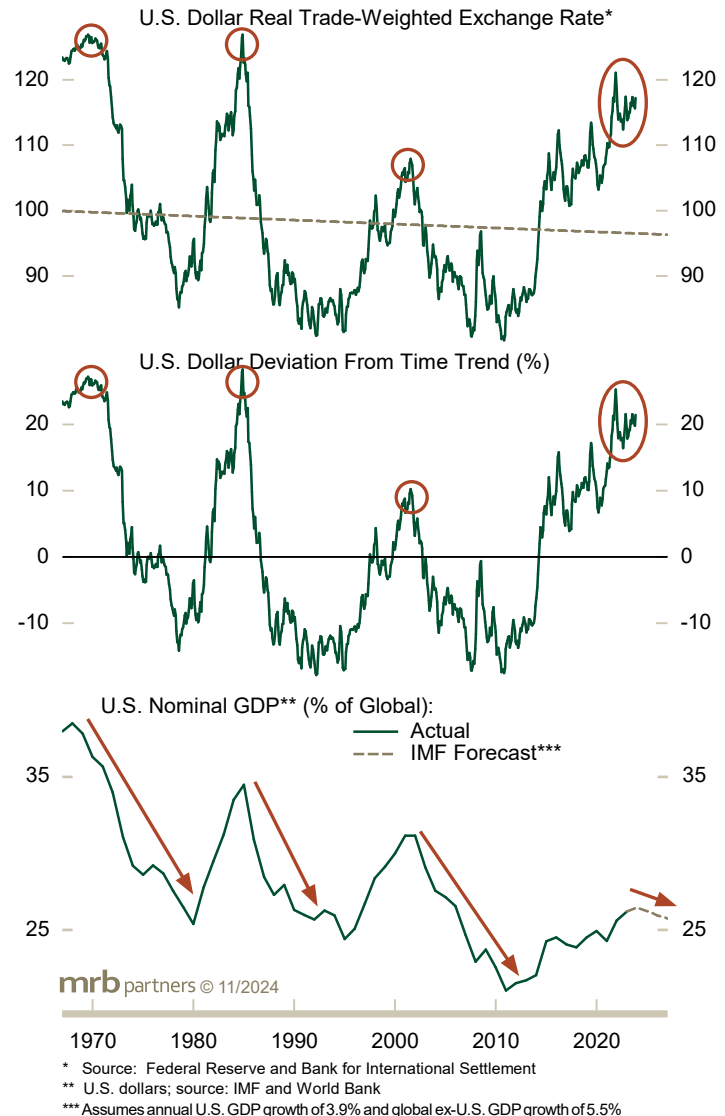 U.S. Dollar Real Trade-Weighted Exchange Rate*
120 120
110 110
100 100
90 90
U.S. Dollar Deviation From Time Trend (%)
20 20
10 10
0 0
-10 -10
U.S. Nominal GDP** (% of Global):
Actual
IMF Forecast***
35 35
25 25
mrb partners © 11/2024
1970 1980 1990 2000 2010 2020
* Source: Federal Reserve and Bank for International Settlement
** U.S. dollars; source: IMF and World Bank
*** Assumes annual U.S. GDP growth of 3.9% and global ex-U.S. GDP growth of 5.5%